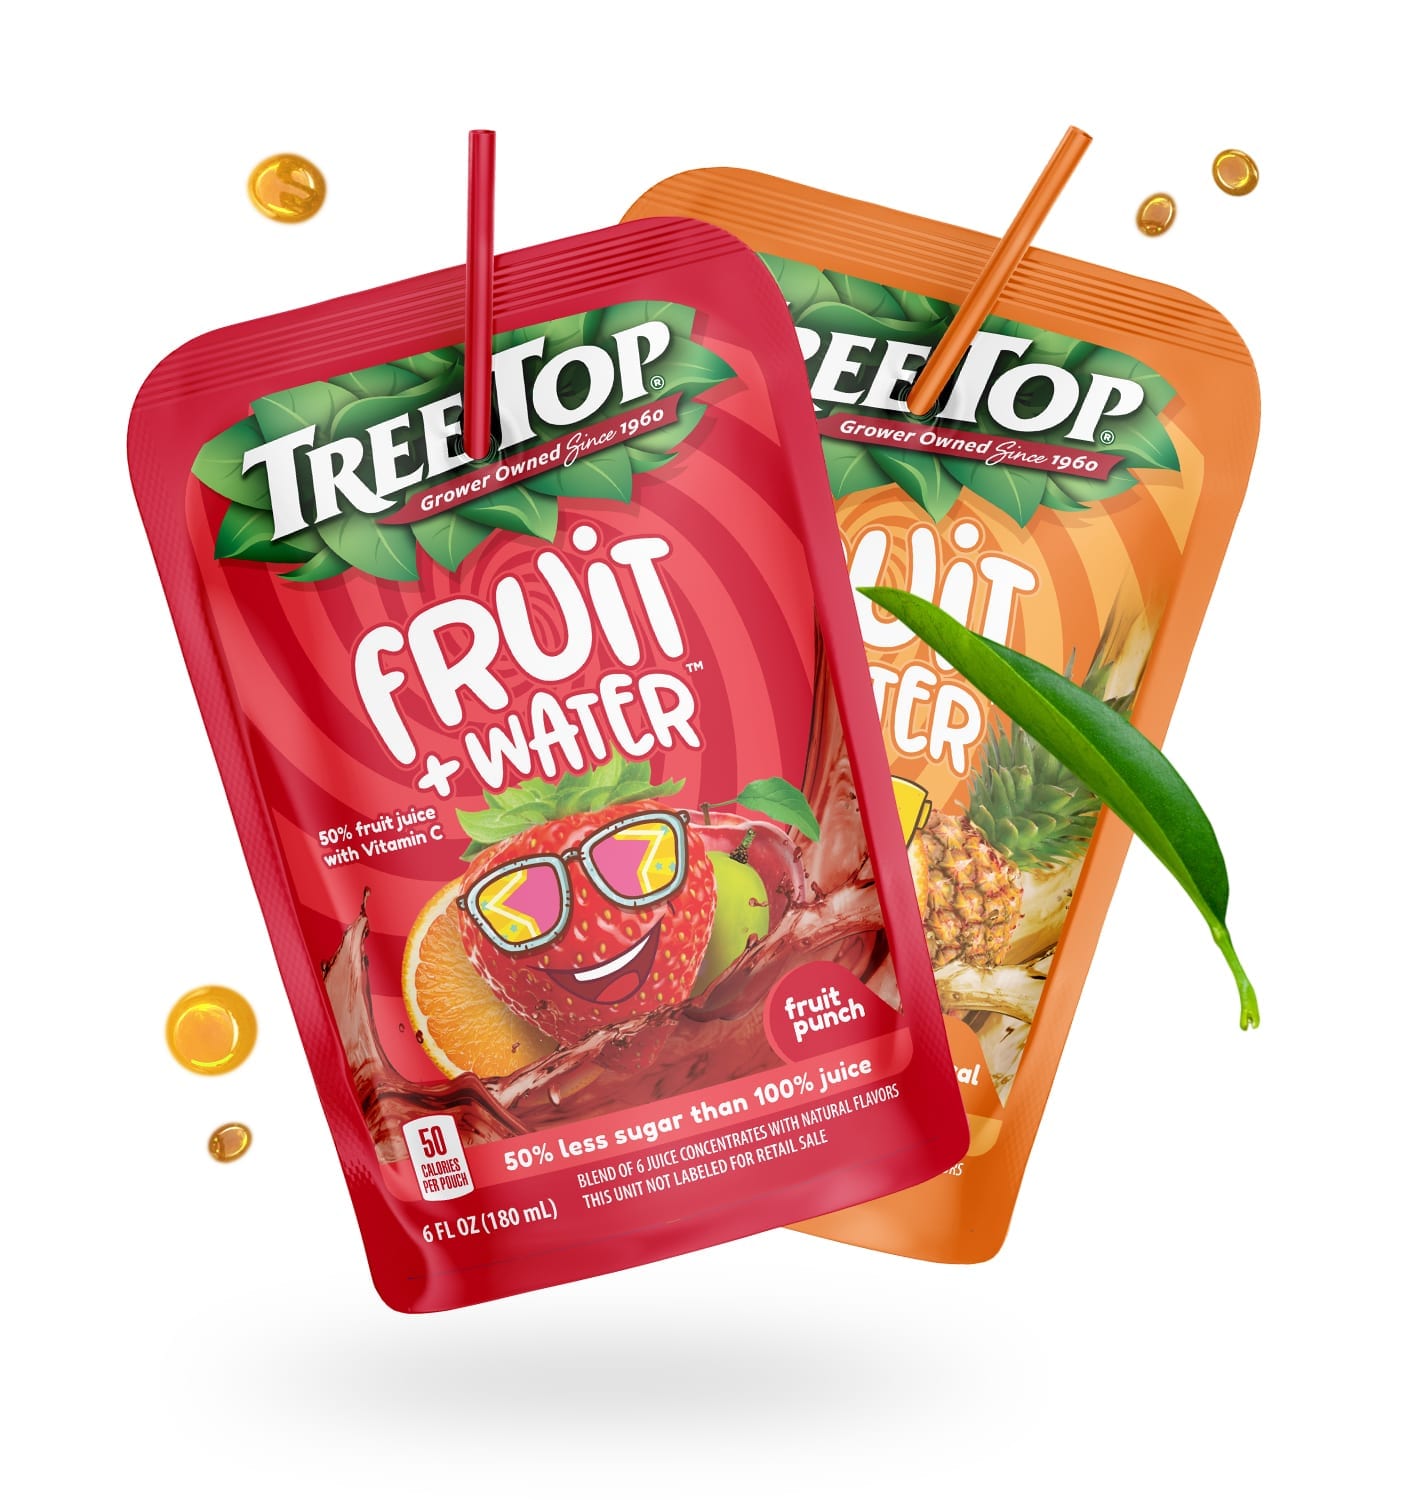 TREE TOP®
Grower Owned Since 1960
FRUiT
+ WATER™
50% fruit juice
with Vitamin C
fruit
punch
50% less sugar than 100% juice
50
CALORIES
PER POUCH
BLEND OF 6 JUICE CONCENTRATES WITH NATURAL FLAVORS
THIS UNIT NOT LABELED FOR RETAIL SALE
6 FL OZ (180 mL)
TOP®
Grower Owned Since 1960